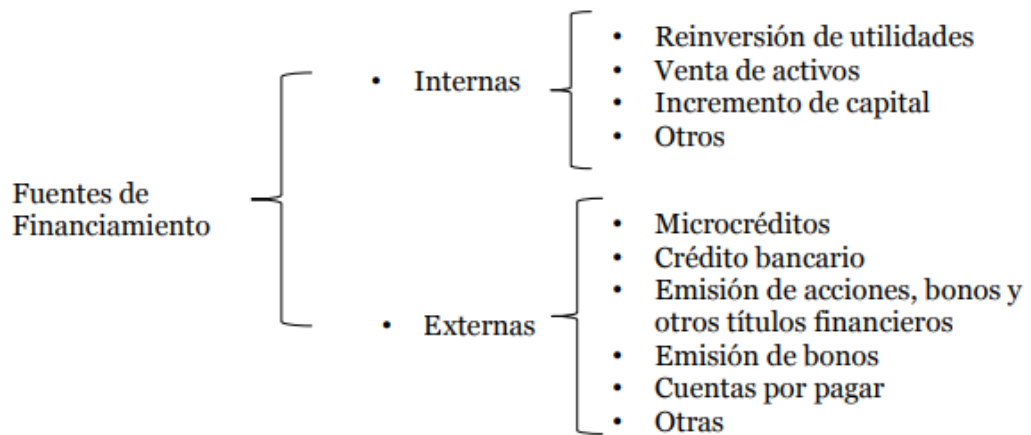 Fuentes de
Financiamiento
• Internas
• Reinversión de utilidades
• Venta de activos
• Incremento de capital
• Otros
• Externas
• Microcréditos
• Crédito bancario
• Emisión de acciones, bonos y
otros títulos financieros
• Emisión de bonos
• Cuentas por pagar
• Otras